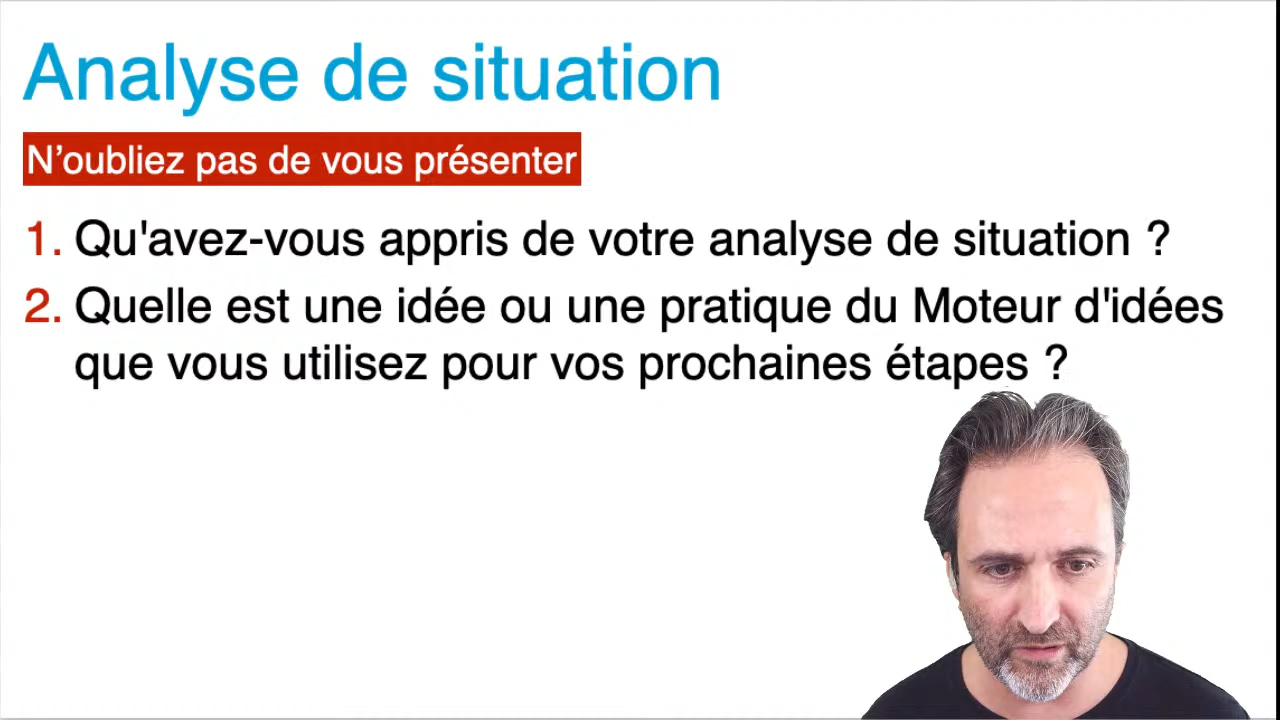 Analyse de situation
N’oubliez pas de vous présenter
1. Qu'avez-vous appris de votre analyse de situation ?
2. Quelle est une idée ou une pratique du Moteur d'idées
que vous utilisez pour vos prochaines étapes ?